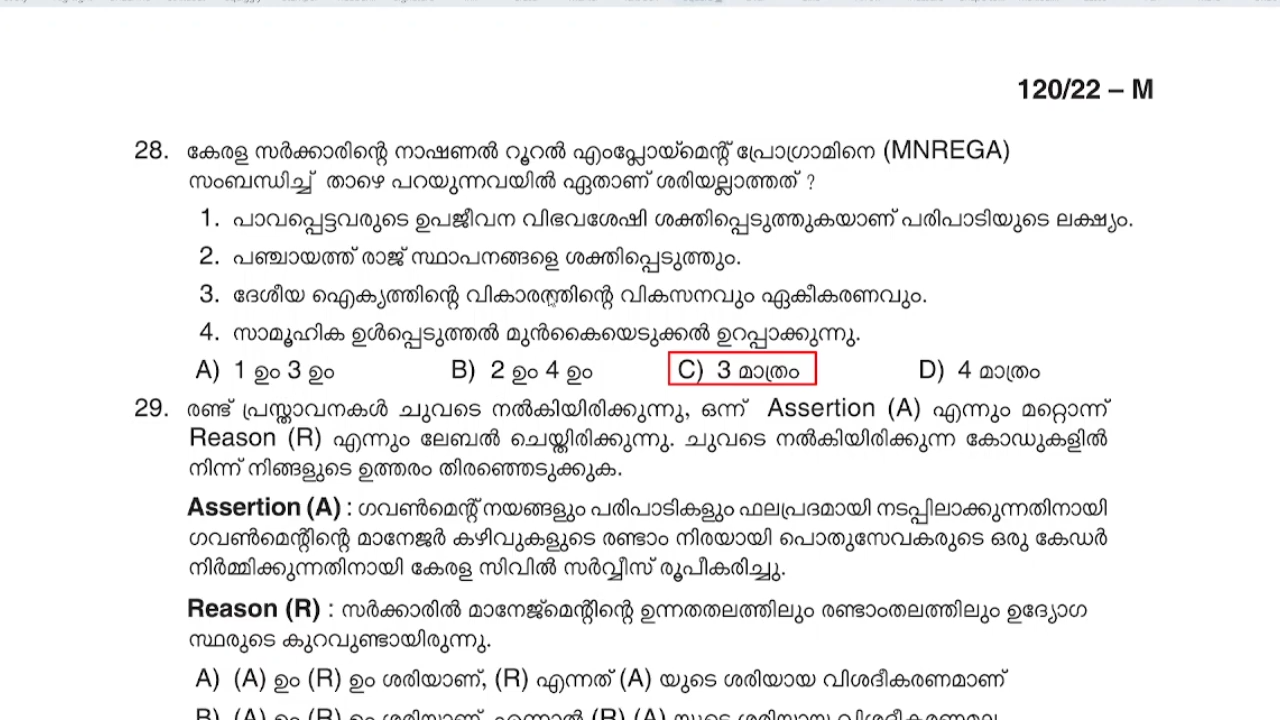 120/22 – M
28. കേരള സർക്കാരിന്റെ നാഷണൽ റൂറൽ എംപ്ലോയ്മെന്റ് പ്രോഗ്രാമിനെ (MNREGA)
സംബന്ധിച്ച് താഴെ പറയുന്നവയിൽ ഏതാണ് ശരിയല്ലാത്തത് ?
1. പാവപ്പെട്ടവരുടെ ഉപജീവന വിഭവശേഷി ശക്തിപ്പെടുത്തുകയാണ് പരിപാടിയുടെ ലക്ഷ്യം.
2. പഞ്ചായത്ത് രാജ് സ്ഥാപനങ്ങളെ ശക്തിപ്പെടുത്തും.
3. ദേശീയ ഐക്യത്തിന്റെ വികാരത്തിന്റെ വികസനവും ഏകീകരണവും.
4. സാമൂഹിക ഉൾപ്പെടുത്തൽ മുൻകൈയെടുക്കൽ ഉറപ്പാക്കുന്നു.
A) 1 ഉം 3 ഉം B) 2 ഉം 4 ഉം C) 3 മാത്രം D) 4 മാത്രം
29. രണ്ട് പ്രസ്താവനകൾ ചുവടെ നൽകിയിരിക്കുന്നു, ഒന്ന് Assertion (A) എന്നും മറ്റൊന്ന്
Reason (R) എന്നും ലേബൽ ചെയ്തിരിക്കുന്നു. ചുവടെ നൽകിയിരിക്കുന്ന കോഡുകളിൽ
നിന്ന് നിങ്ങളുടെ ഉത്തരം തിരഞ്ഞെടുക്കുക.
Assertion (A) : ഗവൺമെന്റ് നയങ്ങളും പരിപാടികളും ഫലപ്രദമായി നടപ്പിലാക്കുന്നതിനായി
ഗവൺമെന്റിന്റെ മാനേജർ കഴിവുകളുടെ രണ്ടാം നിരയായി പൊതുസേവകരുടെ ഒരു കേഡർ
നിർമ്മിക്കുന്നതിനായി കേരള സിവിൽ സർവ്വീസ് രൂപീകരിച്ചു.
Reason (R) : സർക്കാരിൽ മാനേജ്മെന്റിന്റെ ഉന്നതതലത്തിലും രണ്ടാംതലത്തിലും ഉദ്യോഗ
സ്ഥരുടെ കുറവുണ്ടായിരുന്നു.
A) (A) ഉം (R) ഉം ശരിയാണ്, (R) എന്നത് (A) യുടെ ശരിയായ വിശദീകരണമാണ്
B) (A) ഉം (R) ഉം ശരിയാണ്, എന്നാൽ (R) (A) യുടെ ശരിയായ വിശദീകരണമല്ല